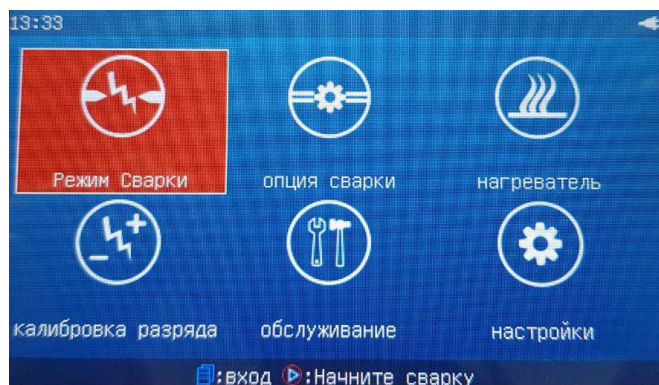 13:33
Режим Сварки опция сварки нагреватель
калибровка разряда обслуживание настройки
:вход :Начните сварку